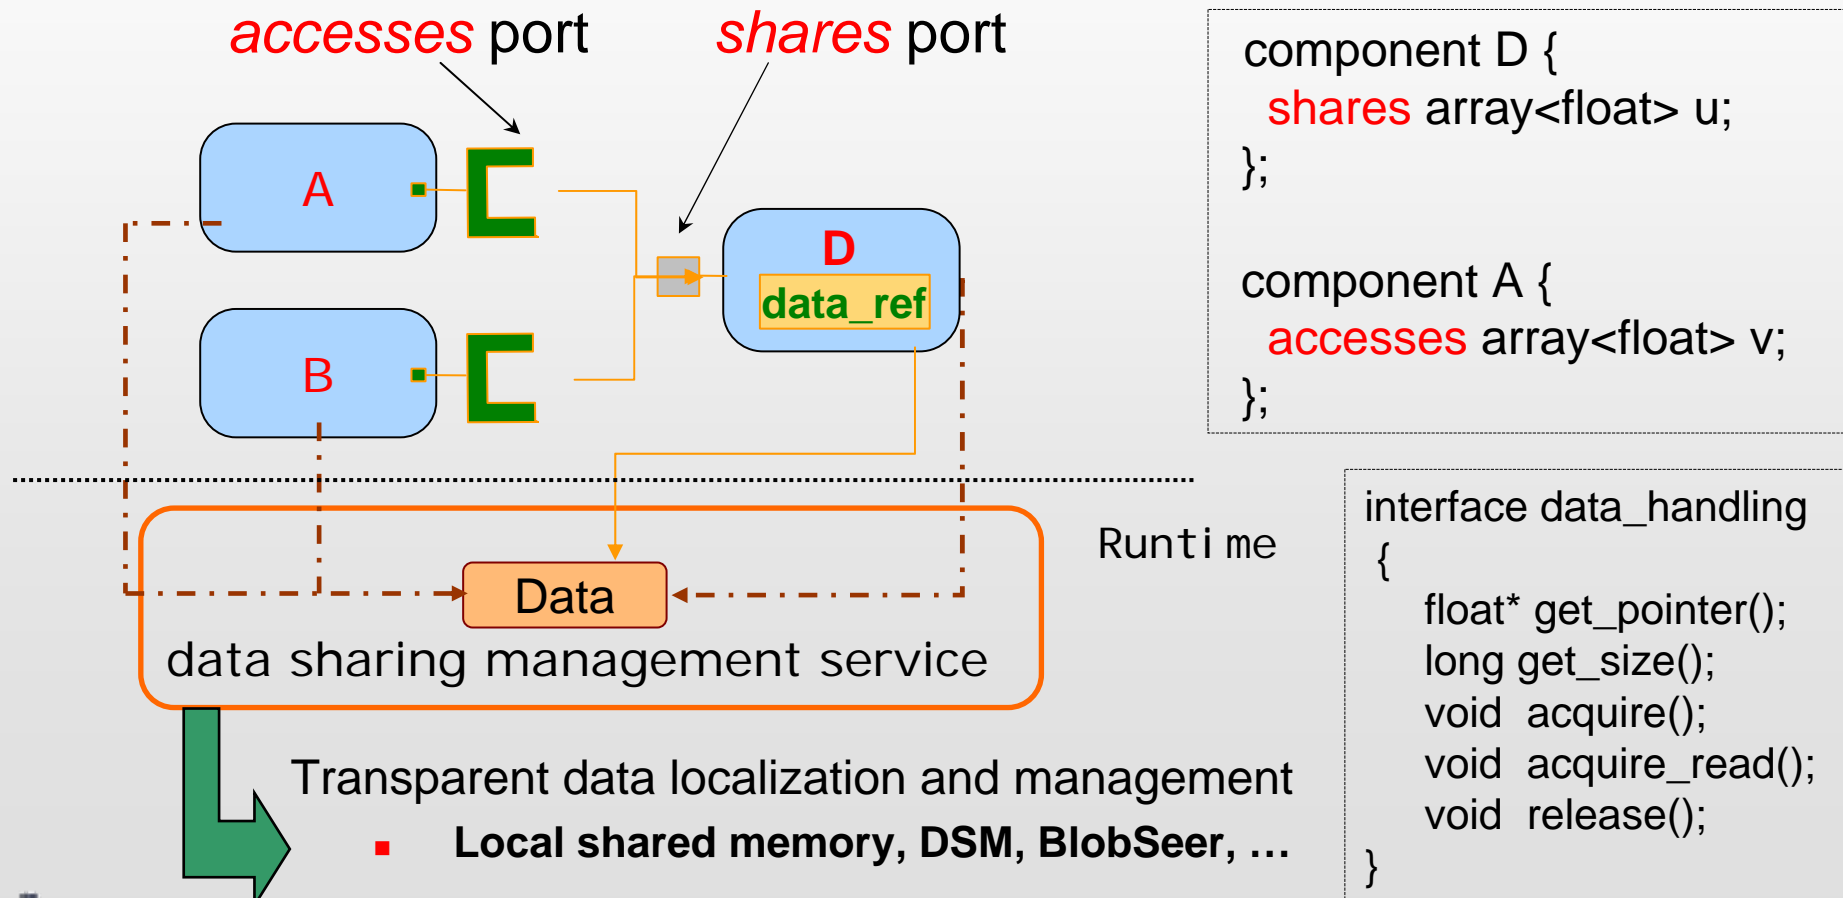 accesses port
shares port
A
B
D
data_ref
Runtime
Data
data sharing management service
Transparent data localization and management
Local shared memory, DSM, BlobSeer, …
component D {
shares array<float> u;
};
component A {
accesses array<float> v;
};
interface data_handling
{
float* get_pointer();
long get_size();
void acquire();
void acquire_read();
void release();
}